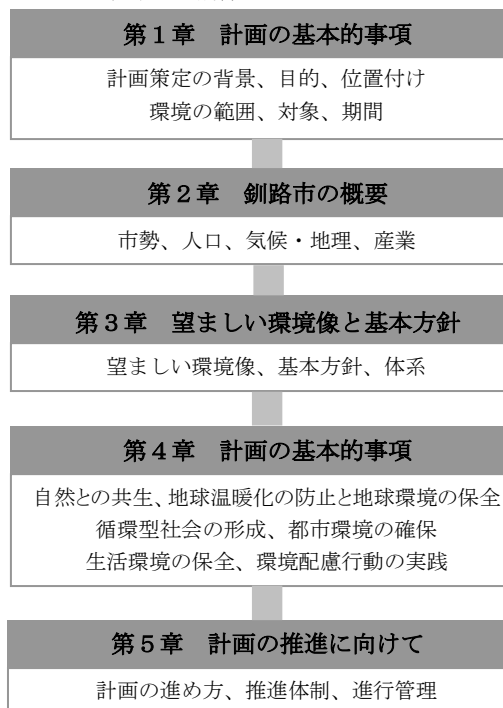 第１章　計画の基本的事項
計画策定の背景、目的、位置付け
環境の範囲、対象、期間
第２章　釧路市の概要
市勢、人口、気候・地理、産業
第３章　望ましい環境像と基本方針
望ましい環境像、基本方針、体系
第４章　計画の基本的事項
自然との共生、地球温暖化の防止と地球環境の保全
循環型社会の形成、都市環境の確保
生活環境の保全、環境配慮行動の実践
第５章　計画の推進に向けて
計画の進め方、推進体制、進行管理